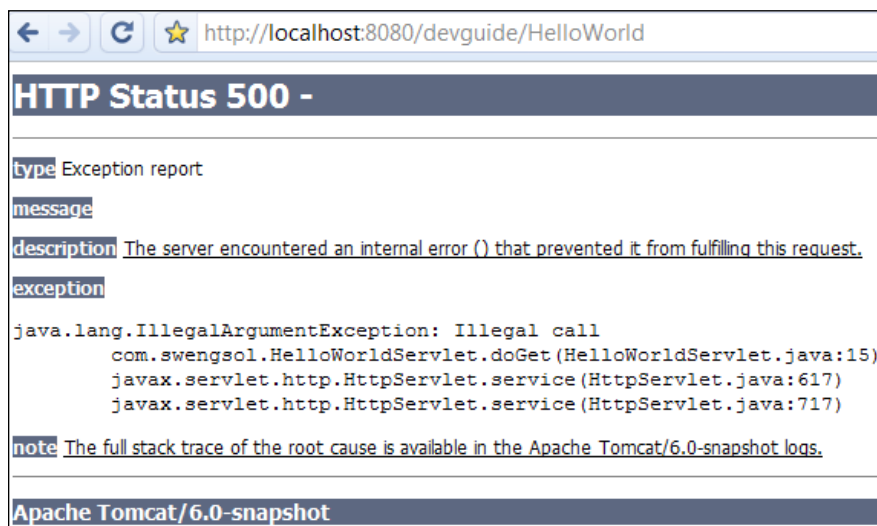 http://localhost:8080/devguide/HelloWorld
HTTP Status 500 -
type Exception report
message
description The server encountered an internal error () that prevented it from fulfilling this request.
exception
java.lang.IllegalArgumentException: Illegal call
com.swengsol.HelloWorldServlet.doGet(HelloWorldServlet.java:15)
javax.servlet.http.HttpServlet.service(HttpServlet.java:617)
javax.servlet.http.HttpServlet.service(HttpServlet.java:717)
note The full stack trace of the root cause is available in the Apache Tomcat/6.0-snapshot logs.
Apache Tomcat/6.0-snapshot